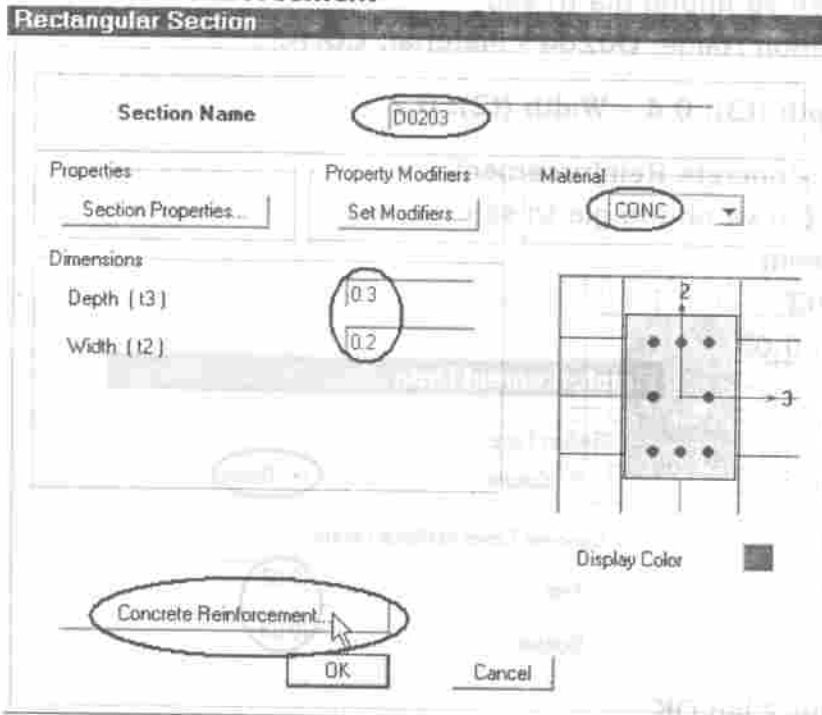 Rectangular Section
Section Name D0203
Properties Property Modifiers Material
Section Properties... Set Modifiers... CONC
Dimensions
Depth ( t3 ) 0.3
Width ( t2 ) 0.2
2
3
Display Color
Concrete Reinforcement...
OK Cancel